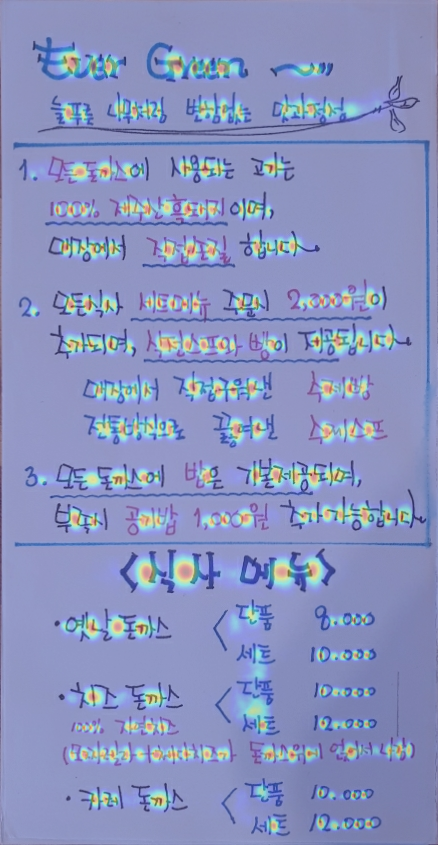 Ever Green ~
늘푸른 나무처럼 변함없는 맛과정성
1. 모든돈까스에 사용되는 고기는
100% 제주산 흑돼지 이며,
매장에서 직접손질 합니다.
2. 모든식사 세트메뉴 주문시 2,000원이
추가되며, 식전스프와 빵이 제공됩니다.
매장에서 직접구워낸 수제빵
전통방식으로 끓여낸 수제스프
3. 모든 돈까스에 밥은 기본제공되며,
부족시 공기밥 1,000원 추가가능합니다.
<식사 메뉴>
· 옛날돈까스 < 단품 8.000
세트 10.000
· 치즈 돈까스 < 단품 10.000
100% 자연치즈 세트 12.000
(모짜렐라 치즈가 돈까스위에 얹어서 나감)
· 카레 돈까스 < 단품 10.000
세트 12.000